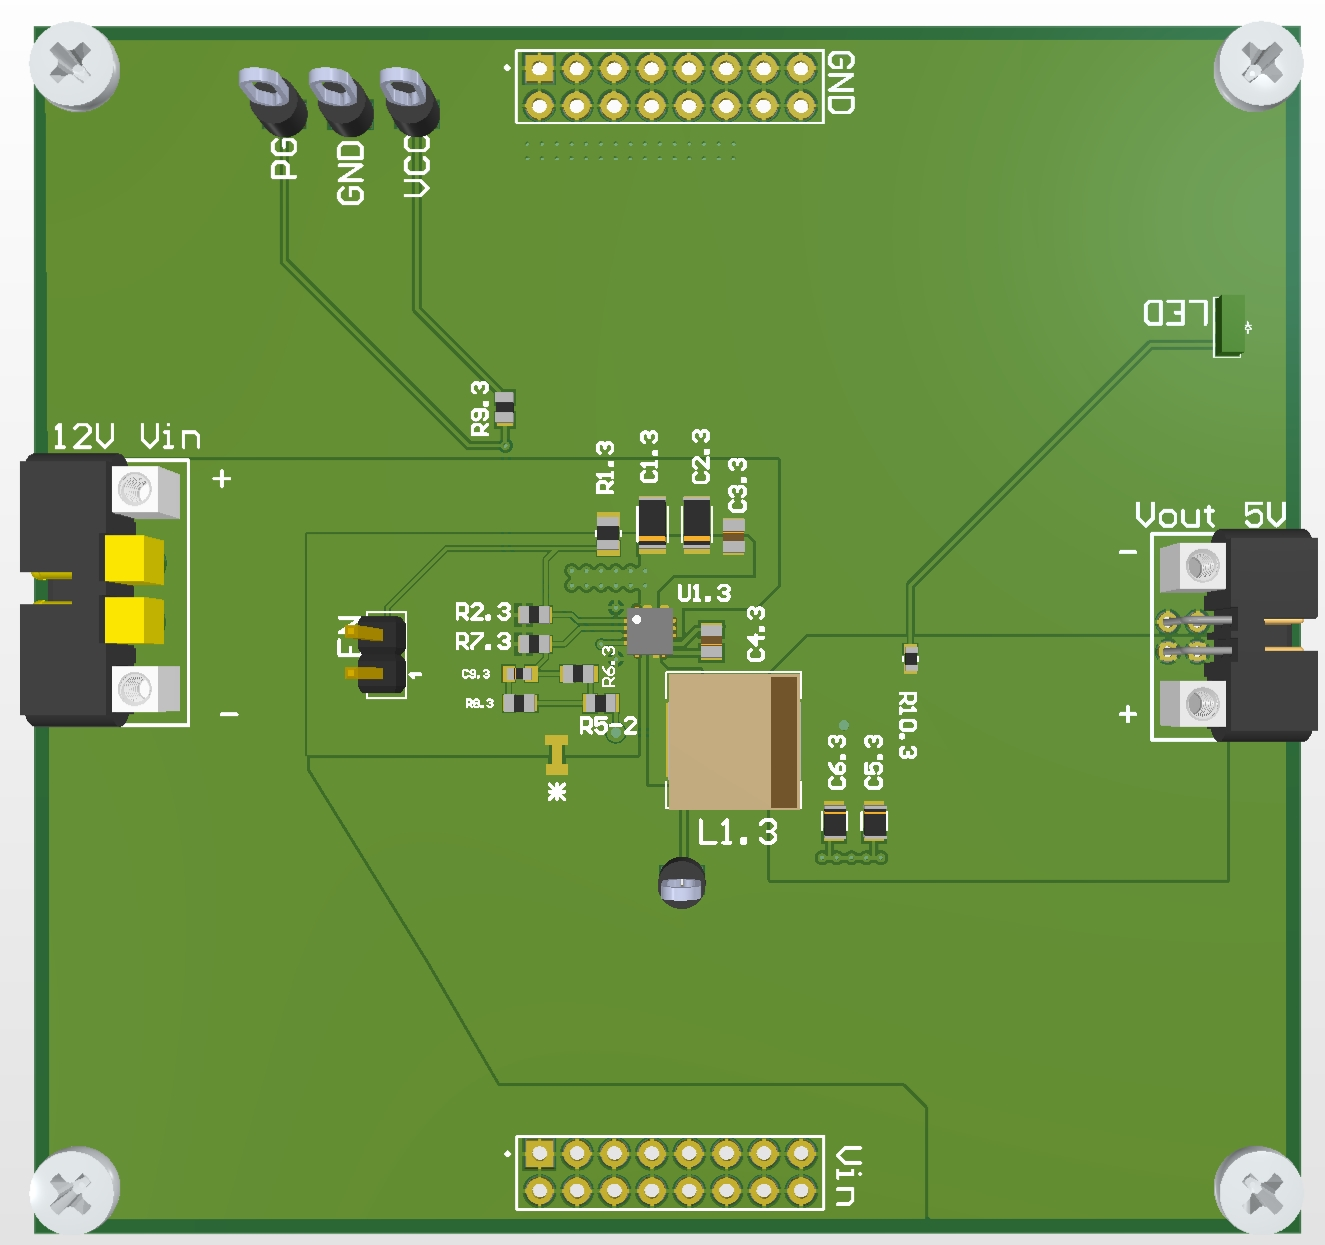 GND
PG
GND
VCC
LED
R9.3
12V Vin
+
R1.3
C1.3
C2.3
C3.3
Vout 5V
-
U1.3
R2.3
R7.3
C4.3
EN
C9.3
R6.3
1
R8.3
R5-2
-
+
R10.3
C6.3
C5.3
L1.3
Vin